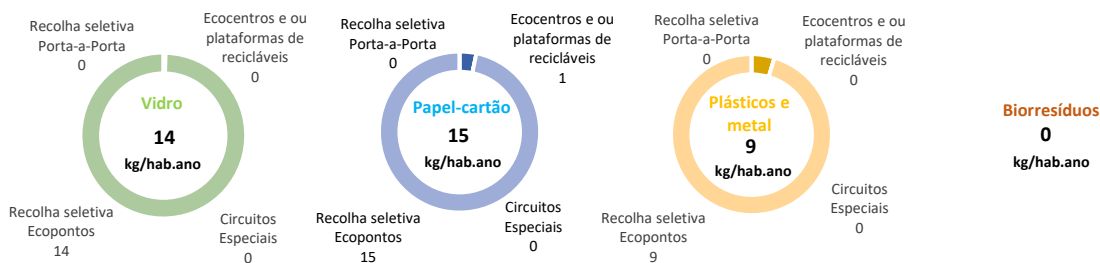 Recolha seletiva
Porta-a-Porta
0
Ecocentros e ou
plataformas de
recicláveis
0
Vidro
14
kg/hab.ano
Recolha seletiva
Ecopontos
14
Circuitos
Especiais
0
Recolha seletiva
Porta-a-Porta
0
Ecocentros e ou
plataformas de
recicláveis
1
Papel-cartão
15
kg/hab.ano
Recolha seletiva
Ecopontos
15
Circuitos
Especiais
0
Recolha seletiva
Porta-a-Porta
0
Ecocentros e ou
plataformas de
recicláveis
0
Plásticos e
metal
9
kg/hab.ano
Recolha seletiva
Ecopontos
9
Circuitos
Especiais
0
Biorresíduos
0
kg/hab.ano